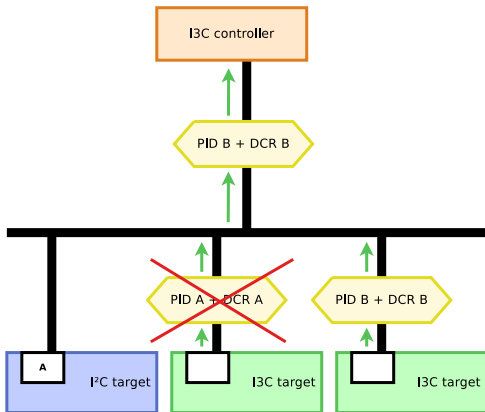 I3C controller
PID B + DCR B
PID A + DCR A
PID B + DCR B
A
I²C target
I3C target
I3C target